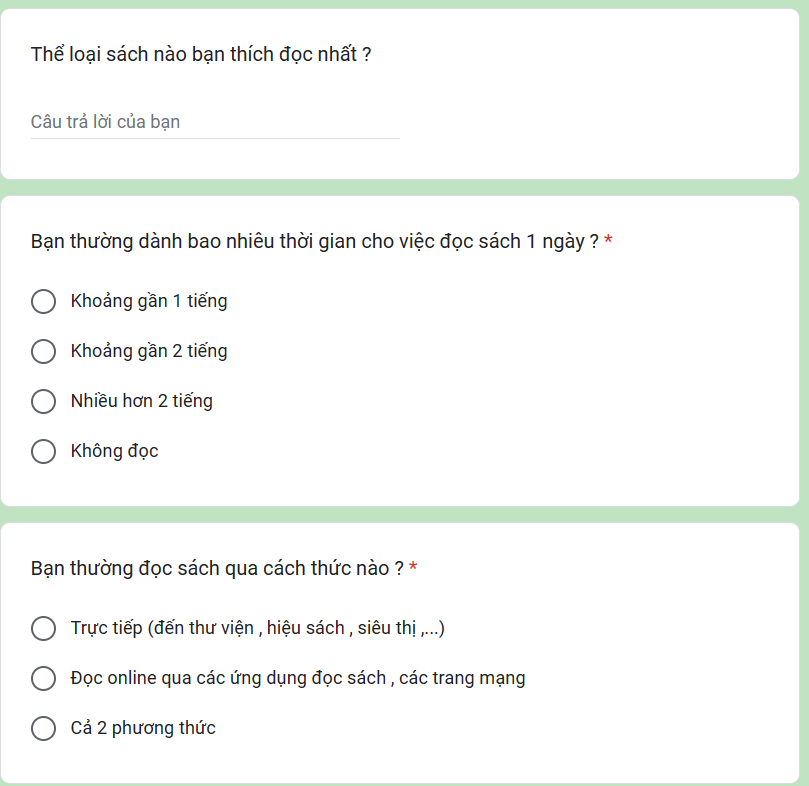 Thể loại sách nào bạn thích đọc nhất ?
Câu trả lời của bạn
Bạn thường dành bao nhiêu thời gian cho việc đọc sách 1 ngày ? *
Khoảng gần 1 tiếng
Khoảng gần 2 tiếng
Nhiều hơn 2 tiếng
Không đọc
Bạn thường đọc sách qua cách thức nào ? *
Trực tiếp (đến thư viện , hiệu sách , siêu thị ,...)
Đọc online qua các ứng dụng đọc sách , các trang mạng
Cả 2 phương thức